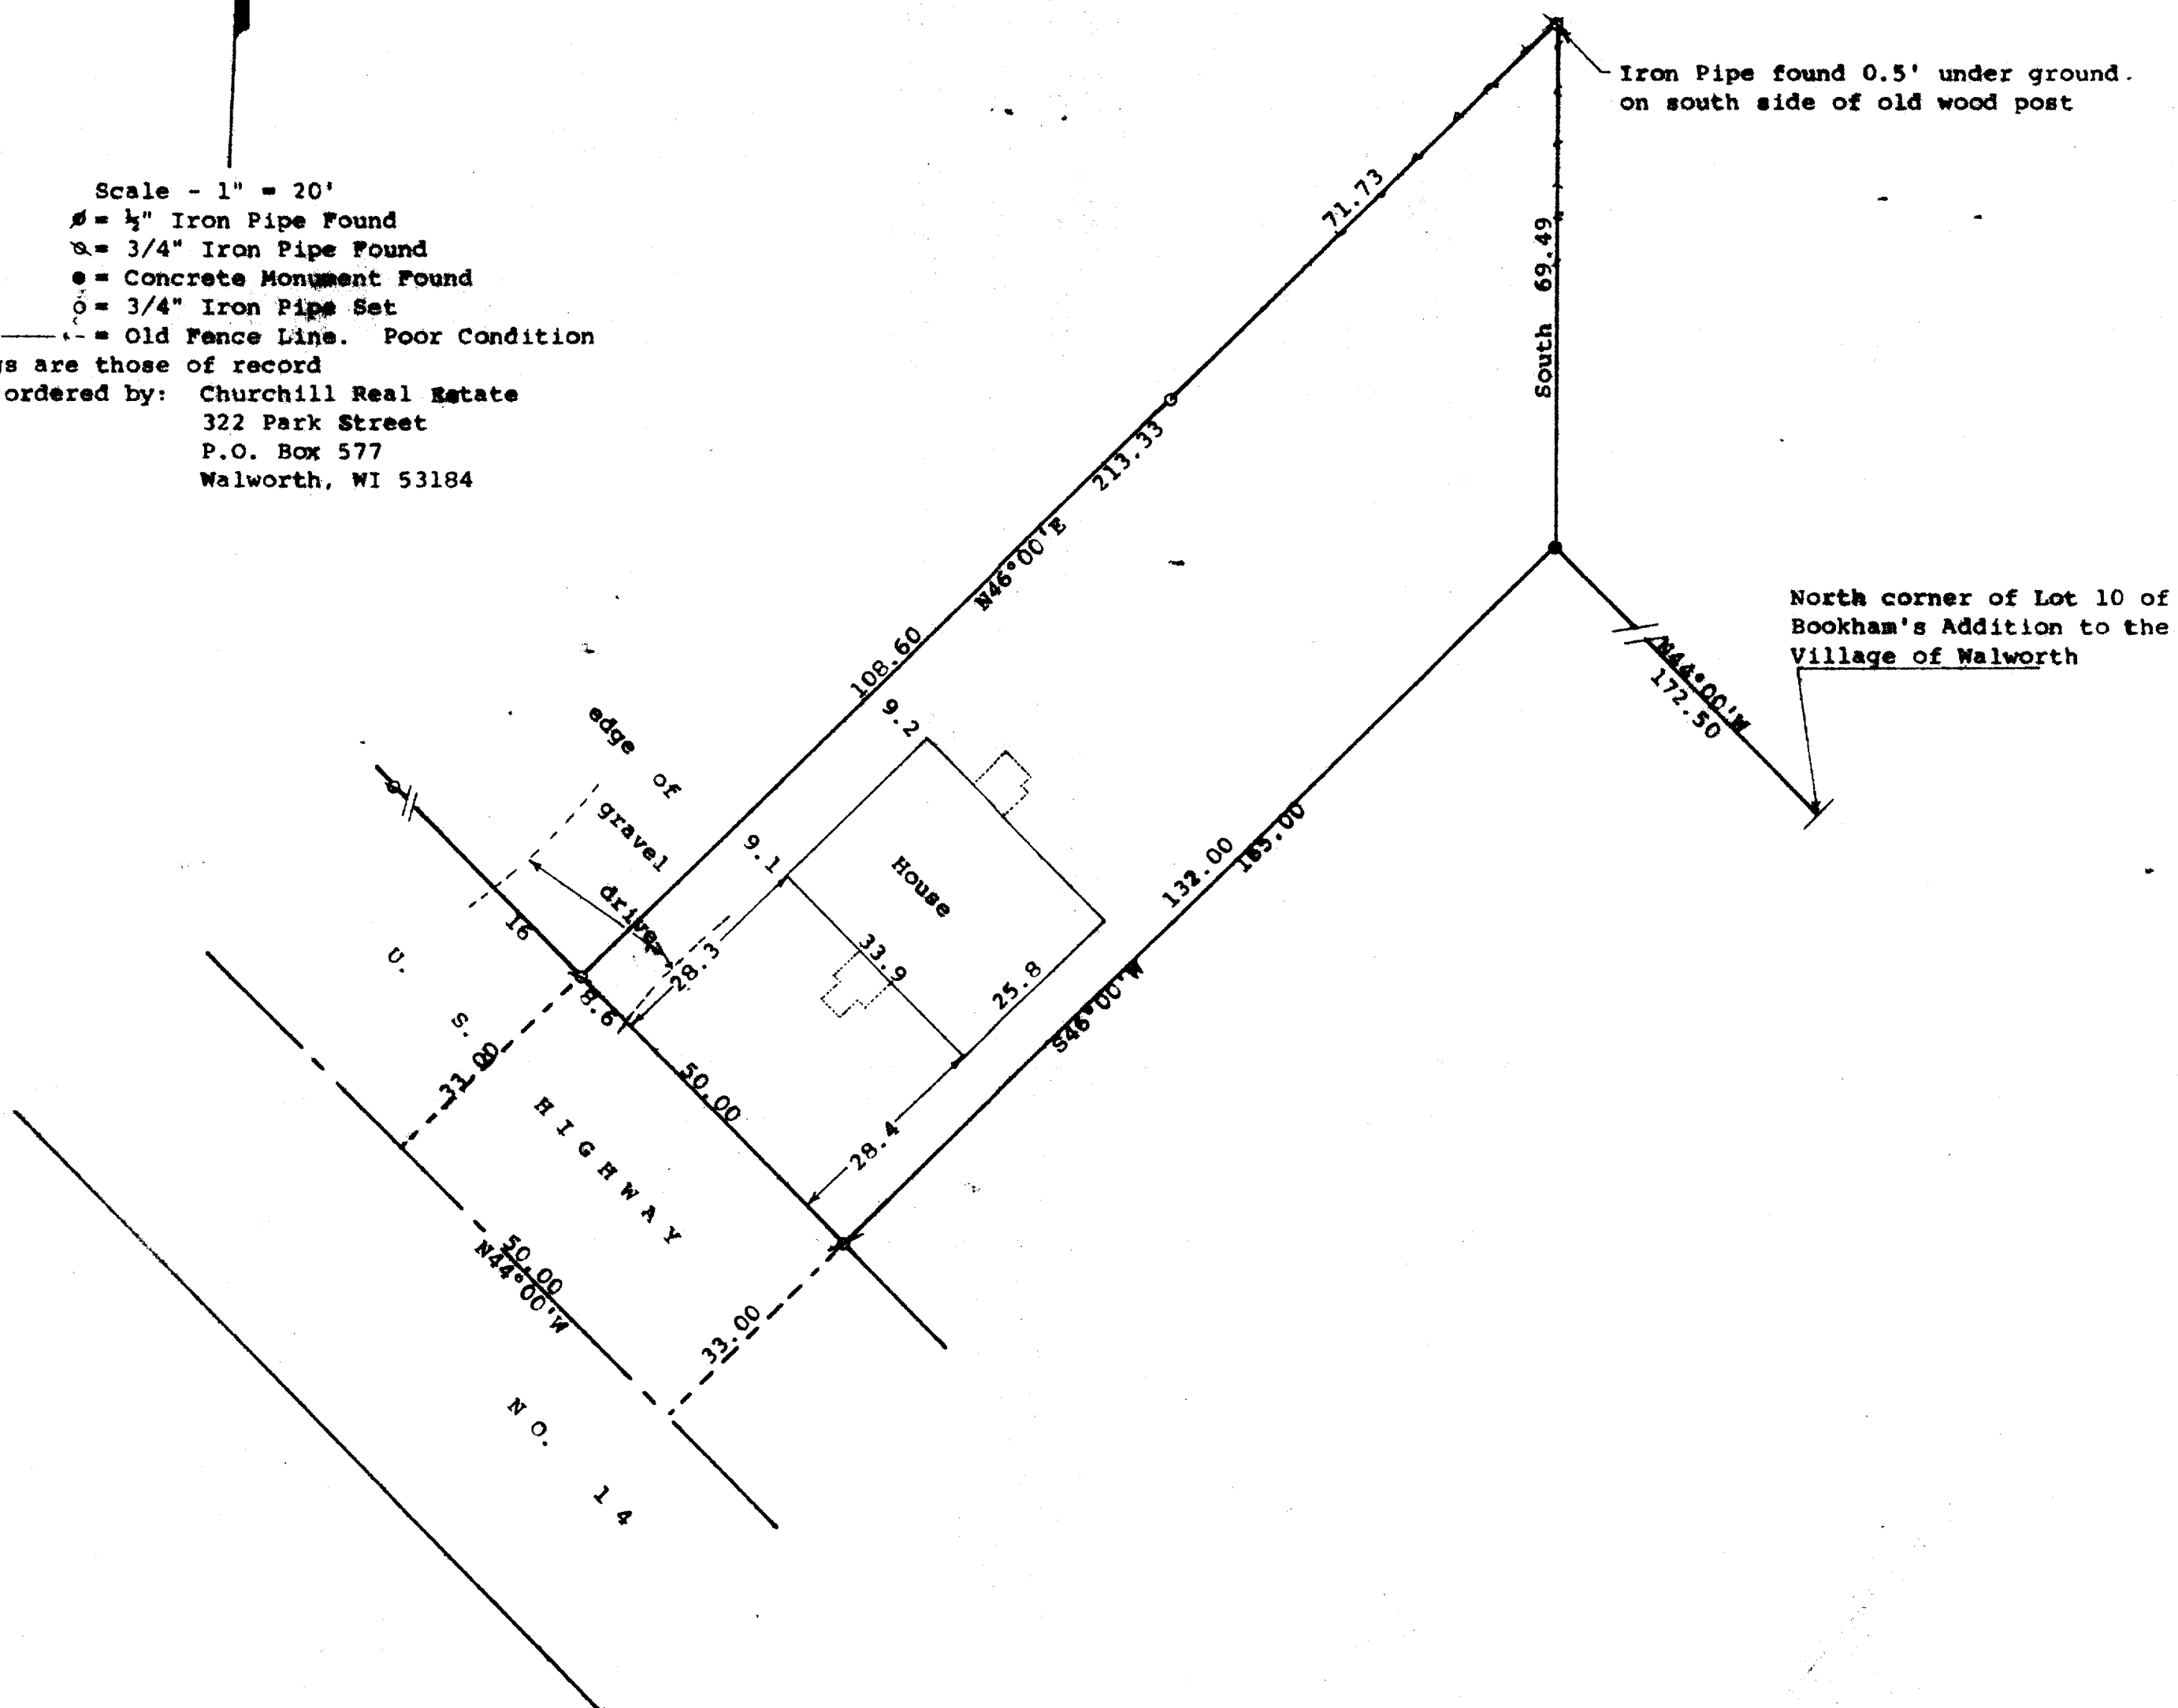 Scale - 1" = 20'
= ½" Iron Pipe Found
= 3/4" Iron Pipe Found
= Concrete Monument Found
= 3/4" Iron Pipe Set
= Old Fence Line. Poor Condition
are those of record
ordered by: Churchill Real Estate
322 Park Street
P.O. Box 577
Walworth, WI 53184
Iron Pipe found 0.5' under ground.
on south side of old wood post
71.73
South 69.49
213.33
N46°00'E
108.60
North corner of Lot 10 of
Bookham's Addition to the
Village of Walworth
N44°00'W
172.50
edge of
gravel
drive
9.2
9.1
House
132.00
165.00
16
28.3
33.9
25.8
S46°00'W
8.6
50.00
28.4
33.00
33.00
50.00
N44°00'W
U. S.
HIGHWAY
NO. 14